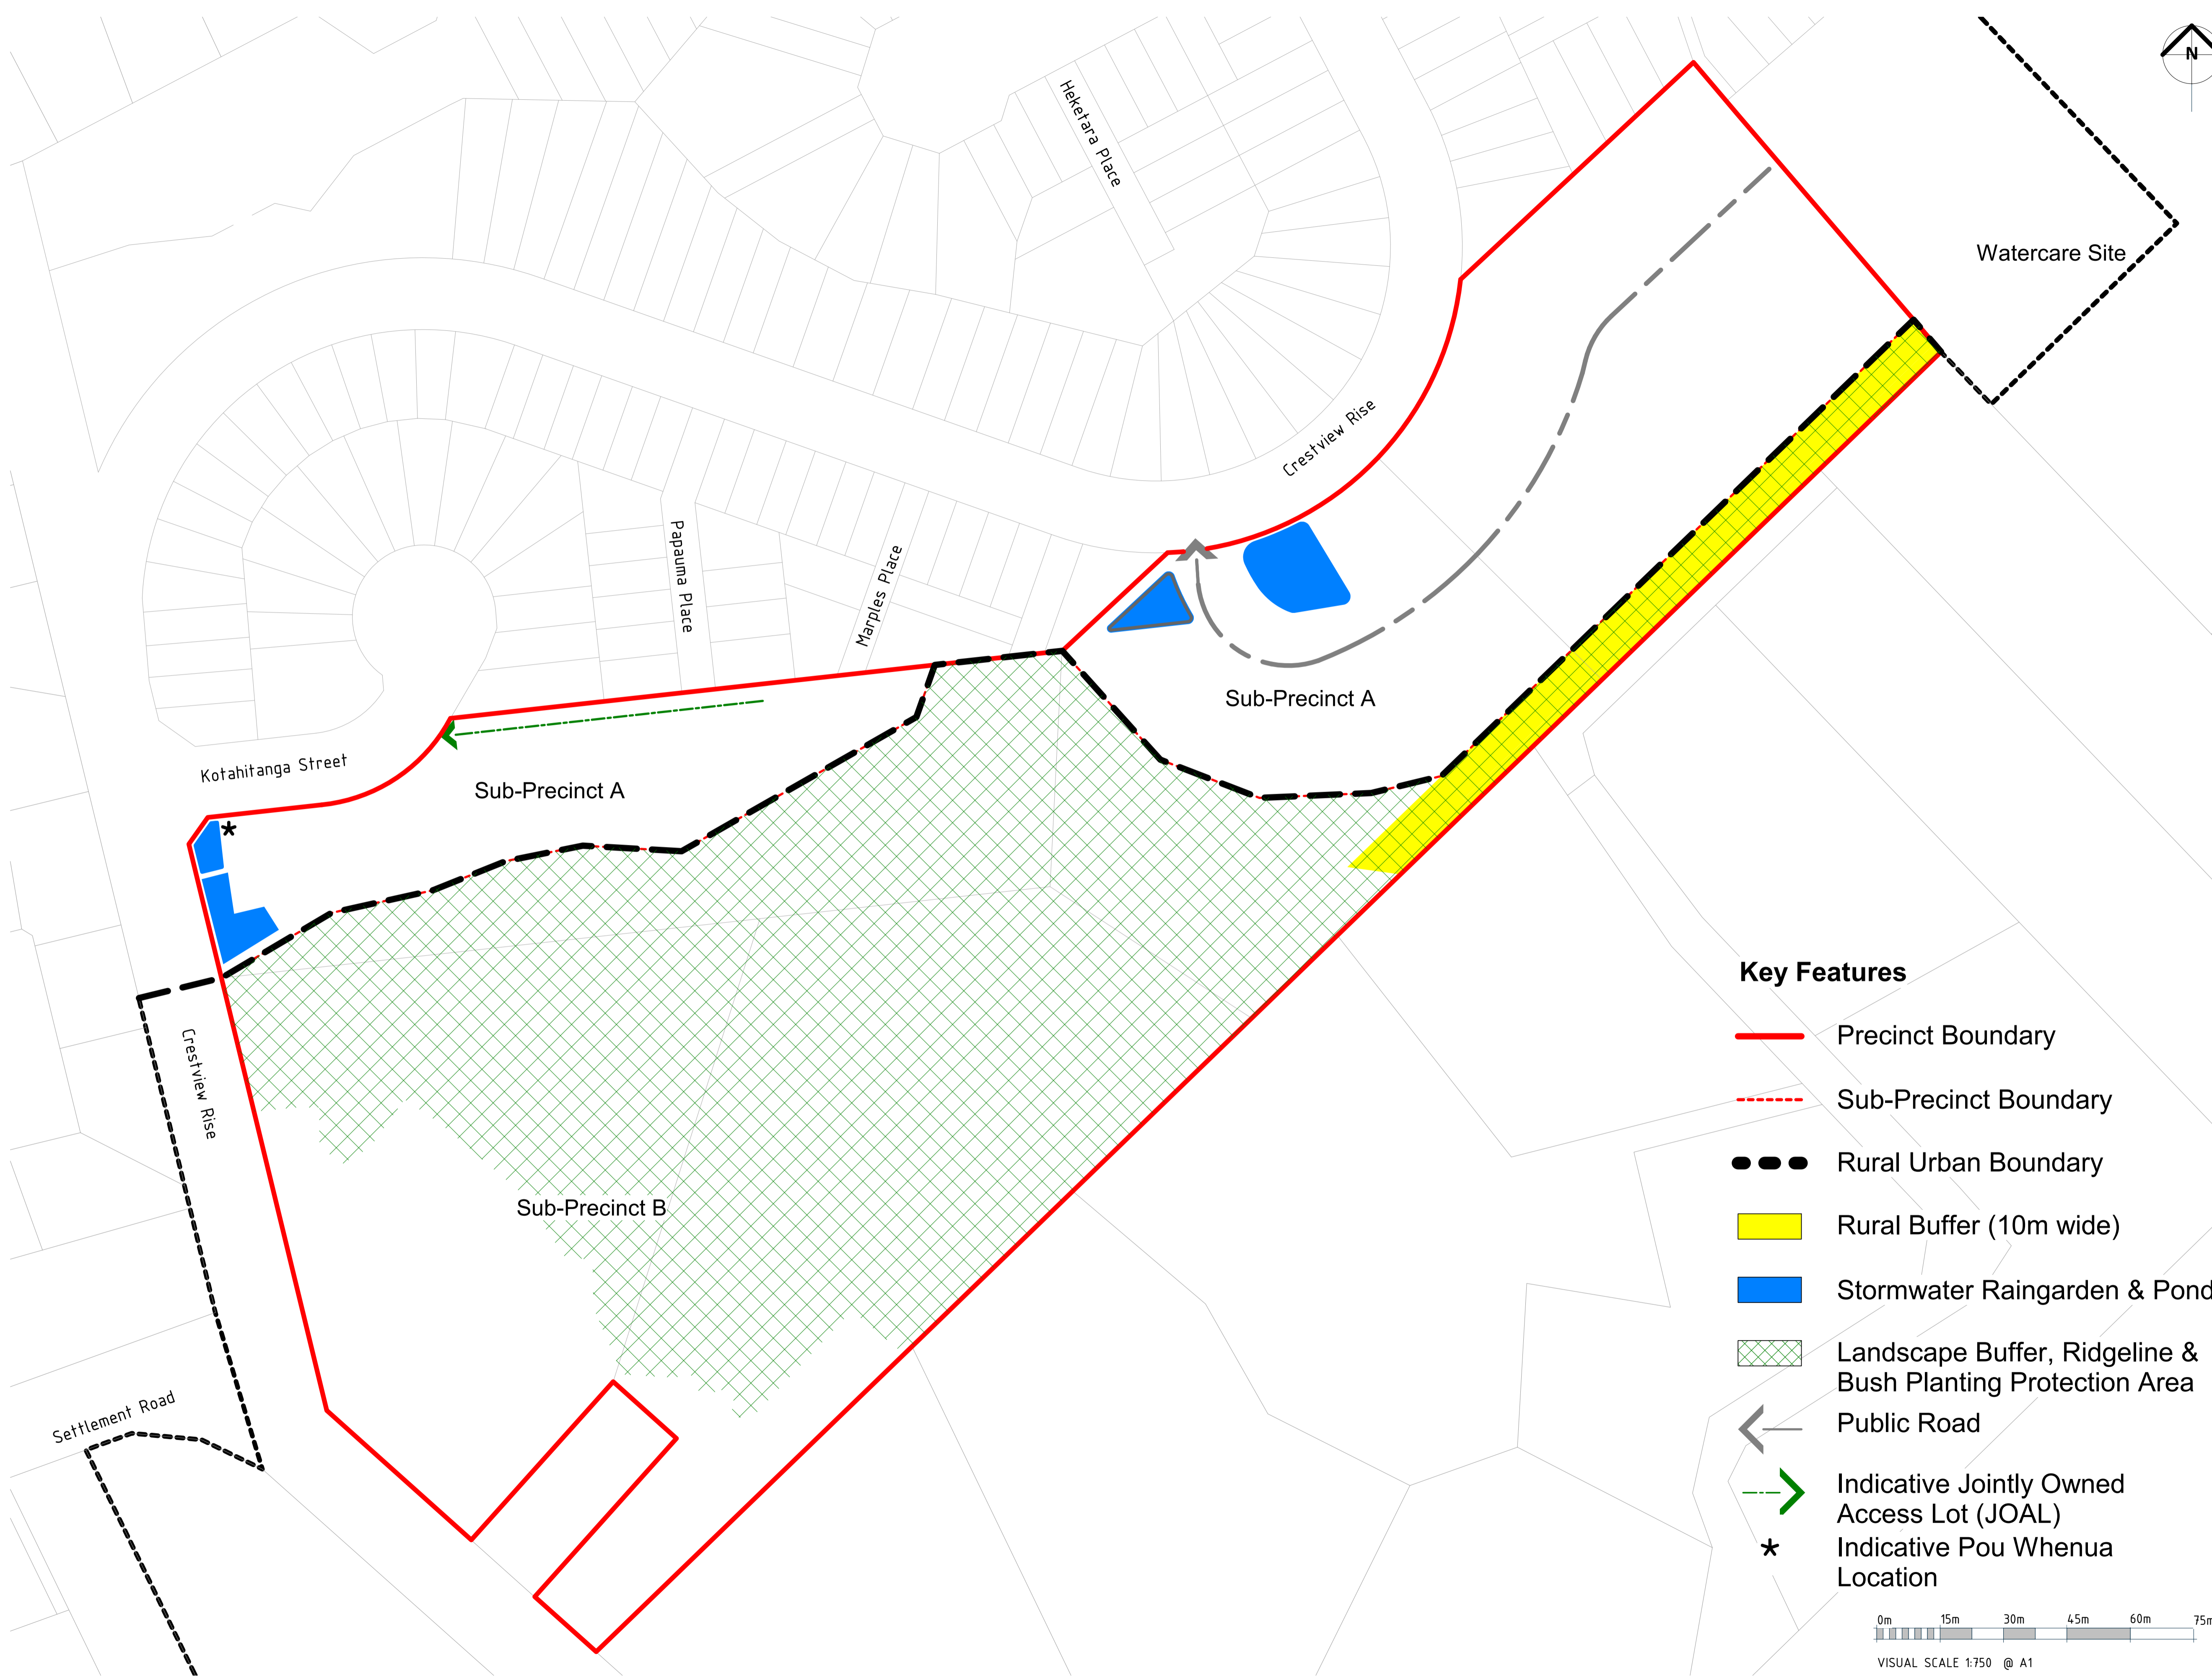 N
Heketara Place
Watercare Site
Crestview Rise
Papauma Place
Marples Place
Sub-Precinct A
Kotahitanga Street
Sub-Precinct A
*
Crestview Rise
Sub-Precinct B
Settlement Road
Key Features
Precinct Boundary
Sub-Precinct Boundary
Rural Urban Boundary
Rural Buffer (10m wide)
Stormwater Raingarden & Pond
Landscape Buffer, Ridgeline &
Bush Planting Protection Area
Public Road
Indicative Jointly Owned
Access Lot (JOAL)
* Indicative Pou Whenua
Location
0m 15m 30m 45m 60m 75m
VISUAL SCALE 1:750 @ A1